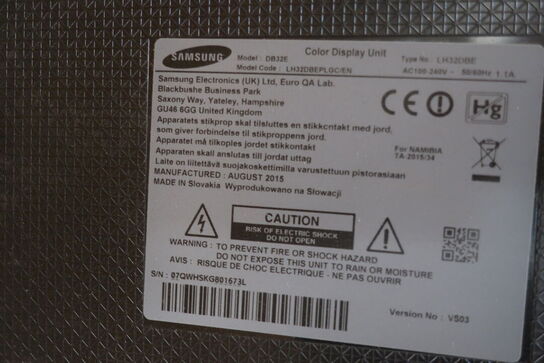 SAMSUNG
Color Display Unit
Model : DB32E
Type No : LH32DBE
Model Code : LH32DBEPLGC/EN
AC100-240V~ 50/60Hz 1.1A
Samsung Electronics (UK) Ltd, Euro QA Lab.
Blackbushe Business Park
Saxony Way, Yateley, Hampshire
GU46 6GG United Kingdom
CE
Hg
Apparatets stikprop skal tilsluttes en stikkcntakt med jord,
som giver forbindelse til stikproppens jord.
Apparatet må tilkoples jordet stikkontakt
Apparaten skall anslutas till jordat uttag
For NAMIBIA
TA-2015/34
Laite on liitettävä suojakoskettimilla varustettuun pistorasiaan
MANUFACTURED : AUGUST 2015
MADE IN Slovakia Wyprodukowano na Słowacji
CAUTION
RISK OF ELECTRIC SHOCK
DO NOT OPEN
WARNING : TO PREVENT FIRE OR SHOCK HAZARD
DO NOT EXPOSE THIS UNIT TO RAIN OR MOISTURE
AVIS : RISQUE DE CHOC ELECTRIQUE - NE PAS OUVRIR
S/N : 07QWHSKG801673L
Version No : VS03